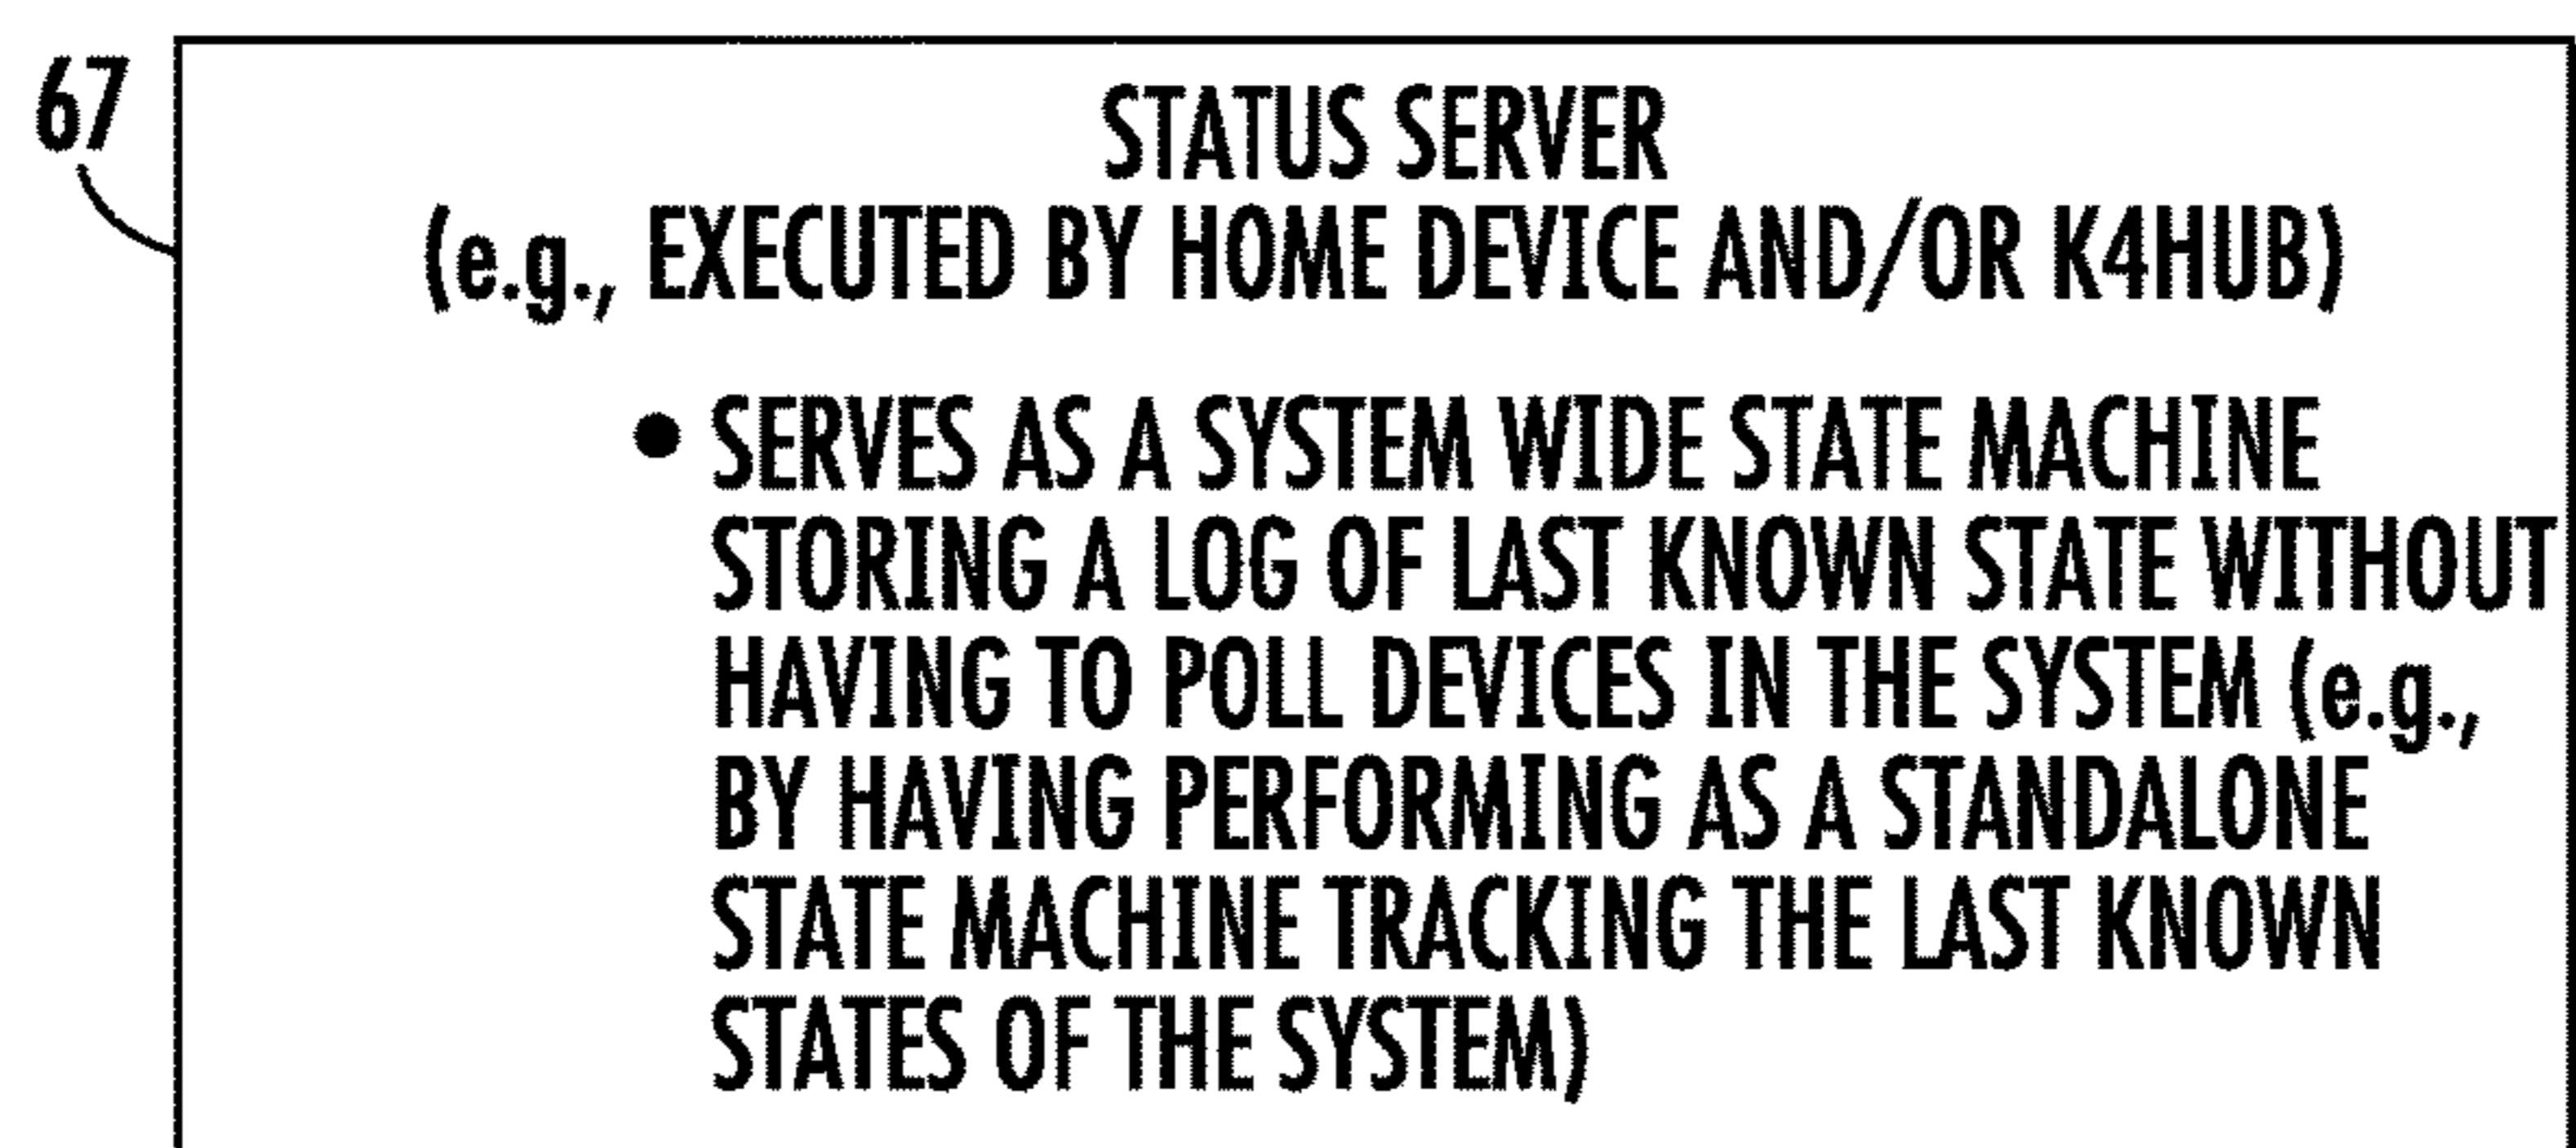 67
STATUS SERVER
(e.g., EXECUTED BY HOME DEVICE AND/OR K4HUB)
• SERVES AS A SYSTEM WIDE STATE MACHINE
STORING A LOG OF LAST KNOWN STATE WITHOUT
HAVING TO POLL DEVICES IN THE SYSTEM (e.g.,
BY HAVING PERFORMING AS A STANDALONE
STATE MACHINE TRACKING THE LAST KNOWN
STATES OF THE SYSTEM)